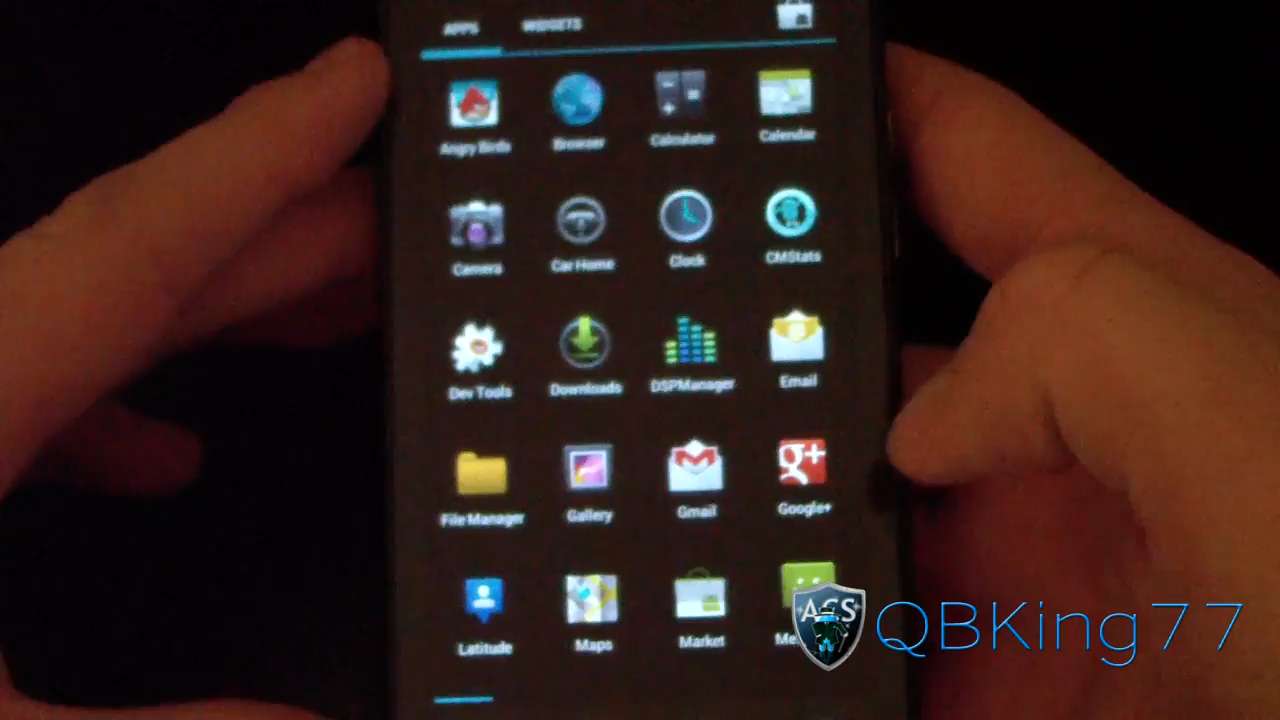 APPS WIDGETS
Angry Birds Browser Calculator Calendar
Camera Car Home Clock CMStats
Dev Tools Downloads DSPManager Email
File Manager Gallery Gmail Google+
g+
Latitude Maps Market Me
ACS
QBKing77